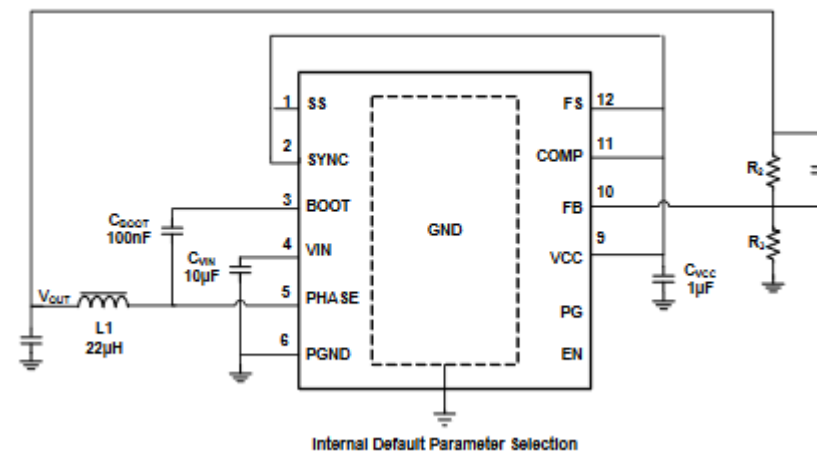 1 SS
2 SYNC
3 BOOT
4 VIN
5 PHASE
6 PGND
GND
FS 12
COMP 11
FB 10
VCC 9
PG
EN
CBOOT
100nF
CVIN
10µF
VOUT
L1
22µH
R2
R3
CVCC
1µF
Internal Default Parameter Selection